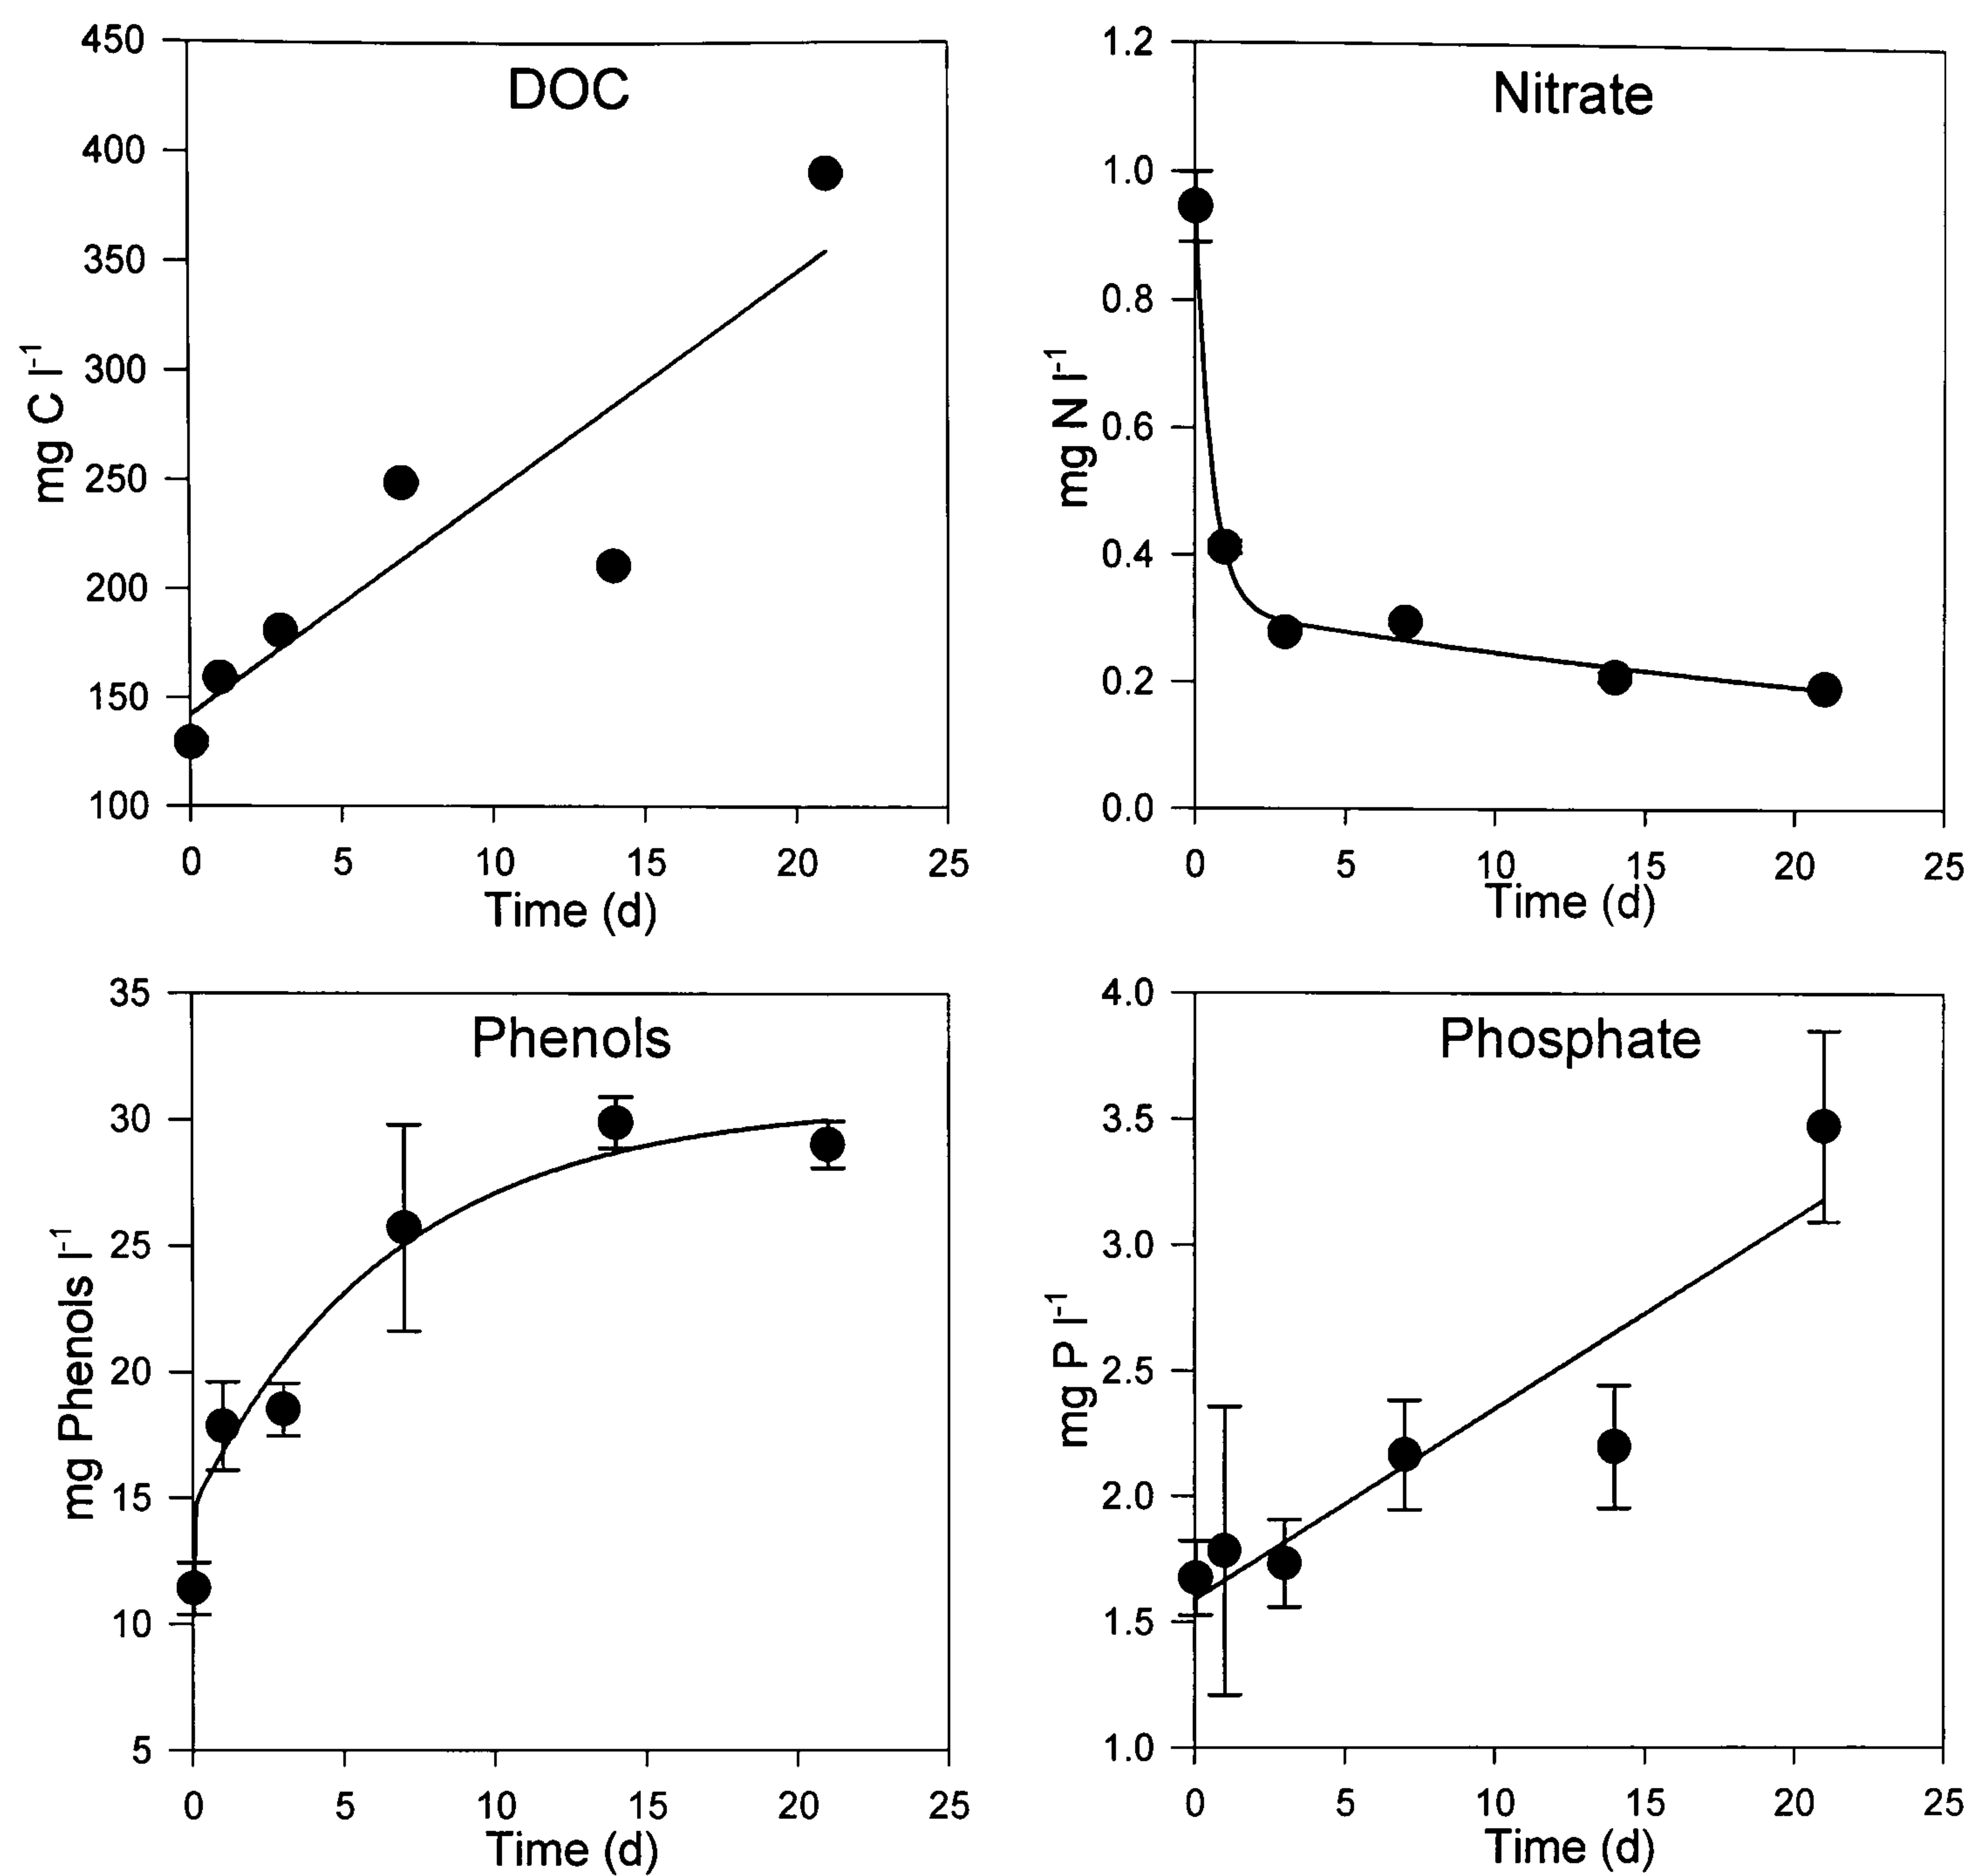 DOC
450
400
350
300
250
200
150
100
mg C l-1
0 5 10 15 20 25
Time (d)
Nitrate
1.2
1.0
0.8
0.6
0.4
0.2
0.0
mg N l-1
0 5 10 15 20 25
Time (d)
Phenols
35
30
25
20
15
10
5
mg Phenols l-1
0 5 10 15 20 25
Time (d)
Phosphate
4.0
3.5
3.0
2.5
2.0
1.5
1.0
mg P l-1
0 5 10 15 20 25
Time (d)